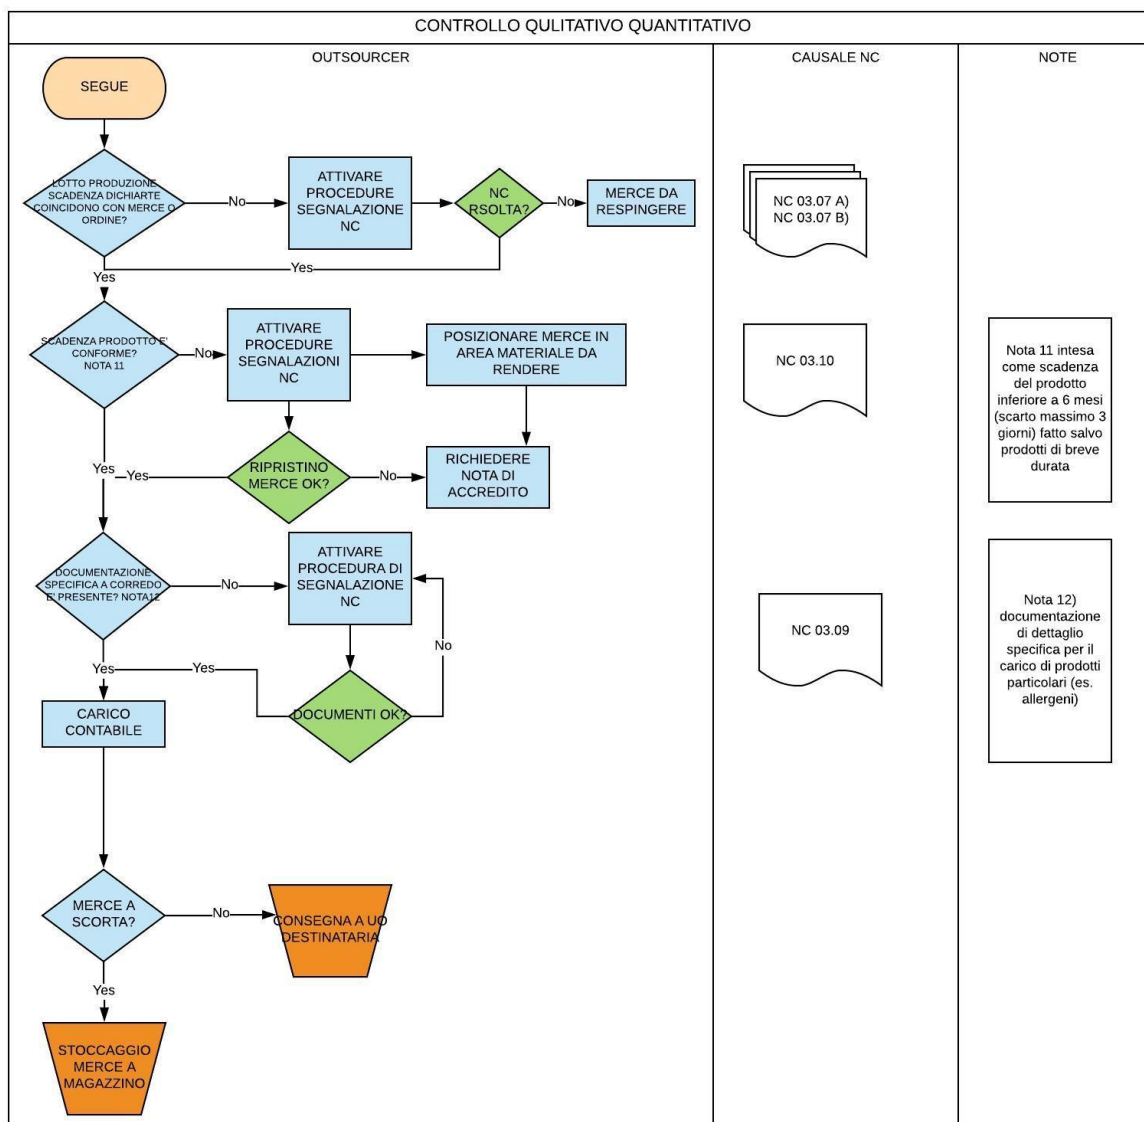 CONTROLLO QULITATIVO QUANTITATIVO
OUTSOURCER
CAUSALE NC
NOTE
SEGUE
LOTTO PRODUZIONE
SCADENZA DICHIARTE
COINCIDONO CON MERCE O
ORDINE?
No
ATTIVARE
PROCEDURE
SEGNALAZIONE
NC
NC
RSOLTA?
No
MERCE DA
RESPINGERE
NC 03.07 A)
NC 03.07 B)
Yes
Yes
SCADENZA PRODOTTO E'
CONFORME?
NOTA 11
No
ATTIVARE
PROCEDURE
SEGNALAZIONI
NC
POSIZIONARE MERCE IN
AREA MATERIALE DA
RENDERE
NC 03.10
Nota 11 intesa
come scadenza
del prodotto
inferiore a 6 mesi
(scarto massimo 3
giorni) fatto salvo
prodotti di breve
durata
Yes
Yes
RIPRISTINO
MERCE OK?
No
RICHIEDERE
NOTA DI
ACCREDITO
DOCUMENTAZIONE
SPECIFICA A CORREDO
E' PRESENTE? NOTA12
No
ATTIVARE
PROCEDURA DI
SEGNALAZIONE
NC
No
NC 03.09
Nota 12)
documentazione
di dettaglio
specifica per il
carico di prodotti
particolari (es.
allergeni)
Yes
Yes
DOCUMENTI OK?
CARICO
CONTABILE
MERCE A
SCORTA?
No
CONSEGNA A UO
DESTINATARIA
Yes
STOCCAGGIO
MERCE A
MAGAZZINO